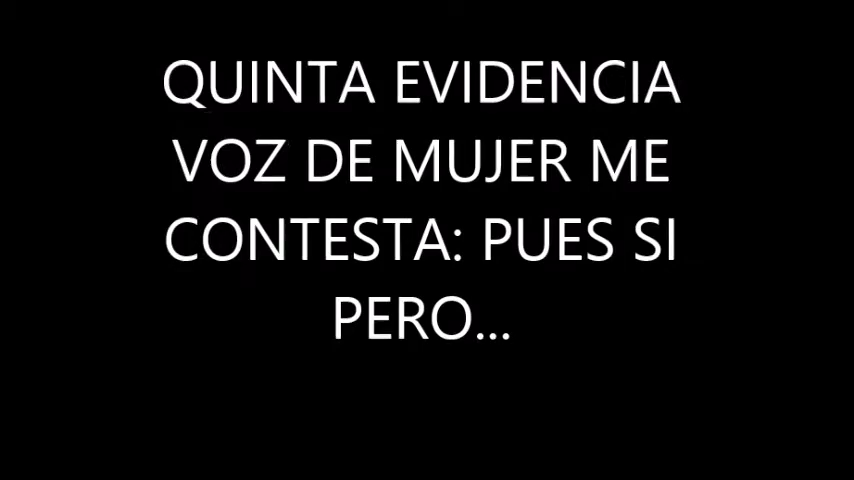 QUINTA EVIDENCIA
VOZ DE MUJER ME
CONTESTA: PUES SI
PERO...